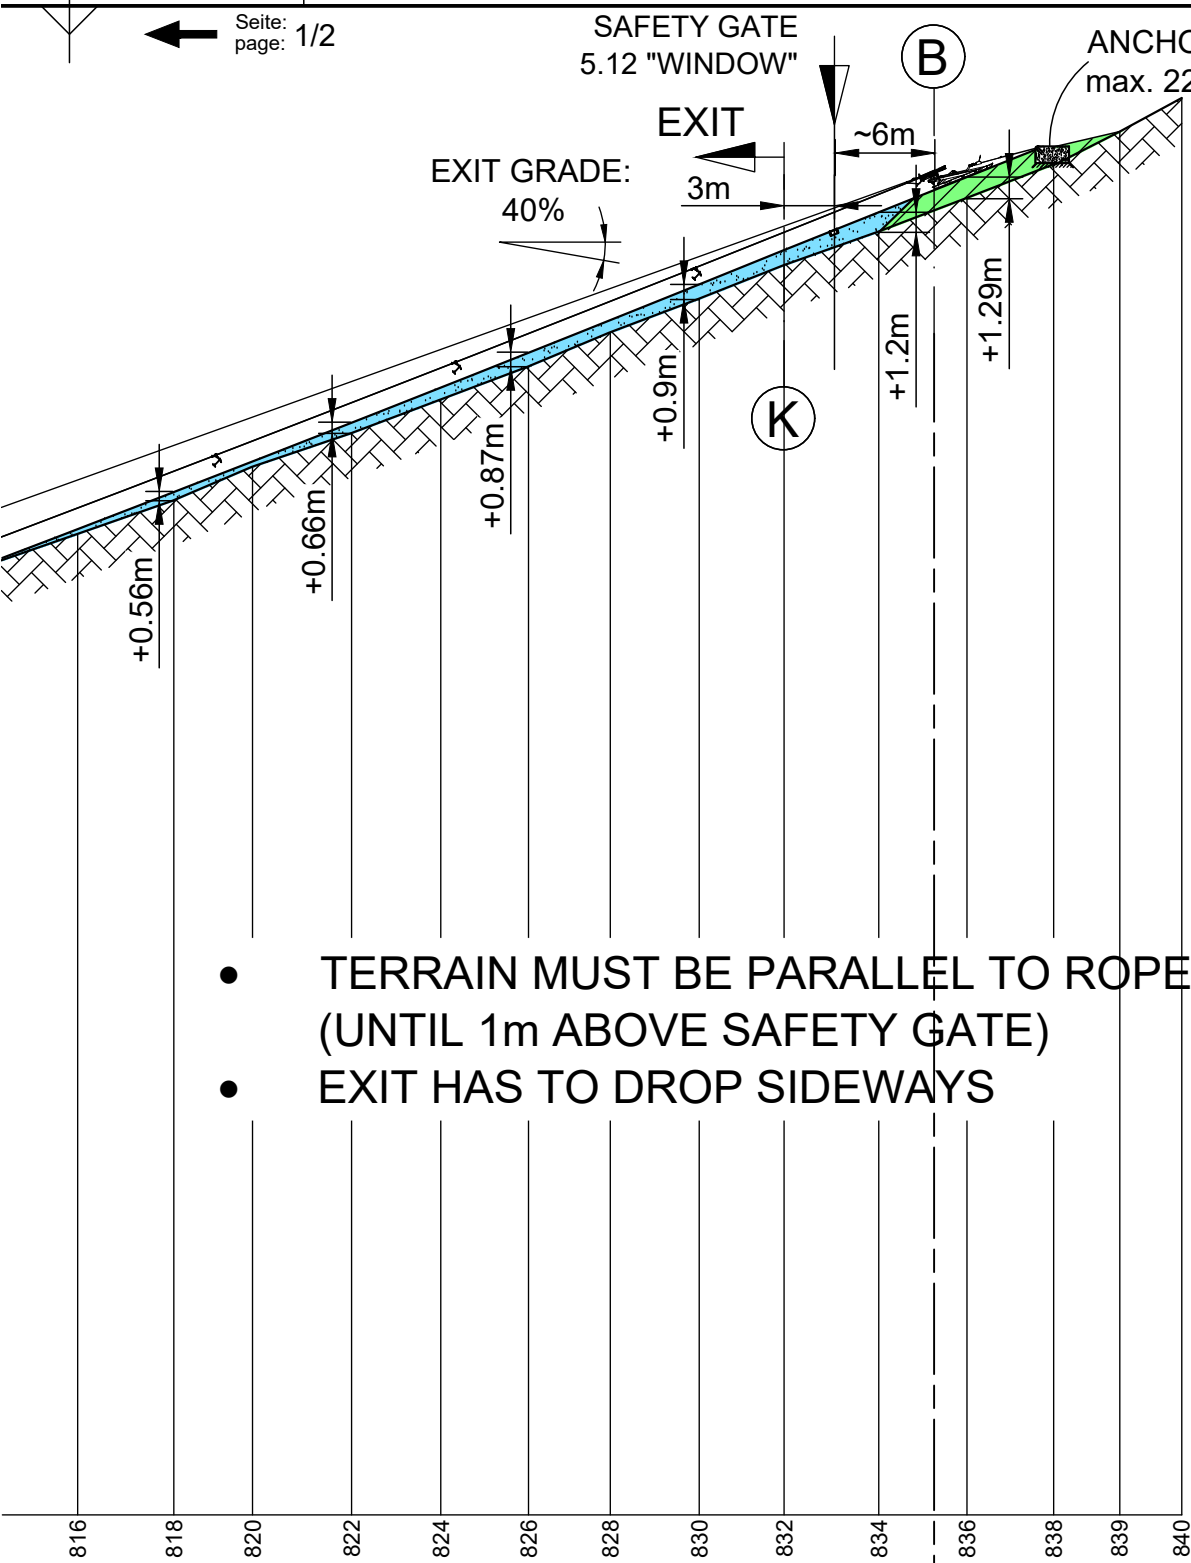 Seite:
page: 1/2
SAFETY GATE
5.12 "WINDOW"
B
max. 22
EXIT
~6m
EXIT GRADE:
40%
3m
+1.29m
+1.2m
+0.9m
K
+0.87m
+0.66m
+0.56m
• TERRAIN MUST BE PARALLEL TO ROPE
(UNTIL 1m ABOVE SAFETY GATE)
• EXIT HAS TO DROP SIDEWAYS
816 818 820 822 824 826 828 830 832 834 836 838 839 840